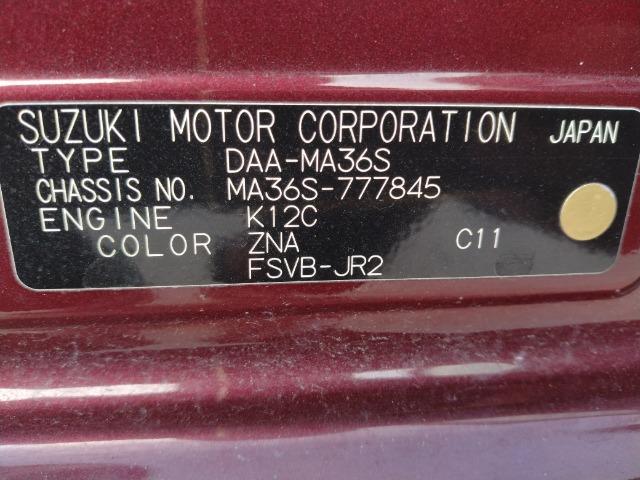 SUZUKI MOTOR CORPORATION JAPAN
TYPE DAA-MA36S
CHASSIS NO. MA36S-777845
ENGINE K12C
COLOR ZNA C11
FSVB-JR2